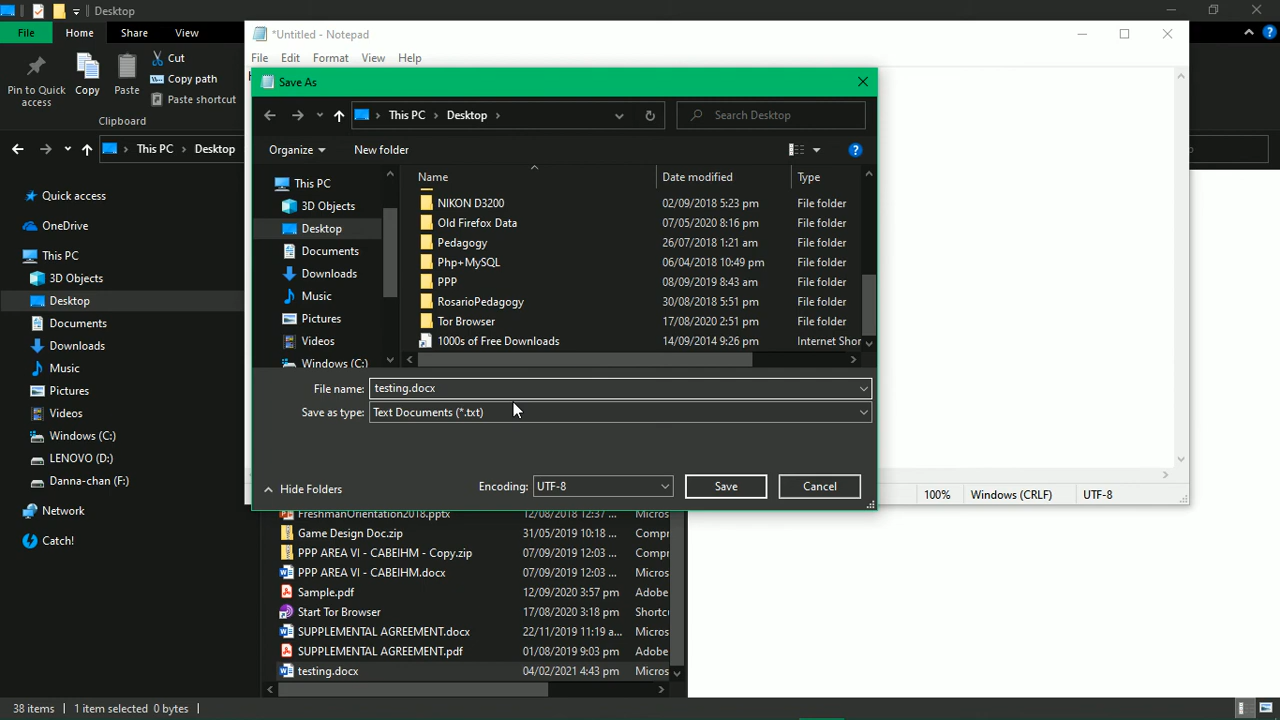 Desktop
File Home Share View
Pin to Quick access
Copy
Paste
Cut
Copy path
Paste shortcut
Clipboard
This PC Desktop
Quick access
OneDrive
This PC
3D Objects
Desktop
Documents
Downloads
Music
Pictures
Videos
Windows (C:)
LENOVO (D:)
Danna-chan (F:)
Network
Catch!
*Untitled - Notepad
File Edit Format View Help
Save As
This PC Desktop
Search Desktop
Organize New folder
This PC
3D Objects
Desktop
Documents
Downloads
Music
Pictures
Videos
Windows (C:)
Name Date modified Type
NIKON D3200 02/09/2018 5:23 pm File folder
Old Firefox Data 07/05/2020 8:16 pm File folder
Pedagogy 26/07/2018 1:21 am File folder
Php+MySQL 06/04/2018 10:49 pm File folder
PPP 08/09/2019 8:43 am File folder
RosarioPedagogy 30/08/2018 5:51 pm File folder
Tor Browser 17/08/2020 2:51 pm File folder
1000s of Free Downloads 14/09/2014 9:26 pm Internet Shor
File name: testing.docx
Save as type: Text Documents (*.txt)
Hide Folders
Encoding: UTF-8
Save
Cancel
100% Windows (CRLF) UTF-8
FreshmanOrientation2018.pptx 12/08/2018 12:37 ... Micros
Game Design Doc.zip 31/05/2019 10:18 ... Compr
PPP AREA VI - CABEIHM - Copy.zip 07/09/2019 12:03 ... Compr
PPP AREA VI - CABEIHM.docx 07/09/2019 12:03 ... Micros
Sample.pdf 12/09/2020 3:57 pm Adobe
Start Tor Browser 17/08/2020 3:18 pm Shortcu
SUPPLEMENTAL AGREEMENT.docx 22/11/2019 11:19 a... Micros
SUPPLEMENTAL AGREEMENT.pdf 01/08/2019 9:03 pm Adobe
testing.docx 04/02/2021 4:43 pm Micros
38 items 1 item selected 0 bytes